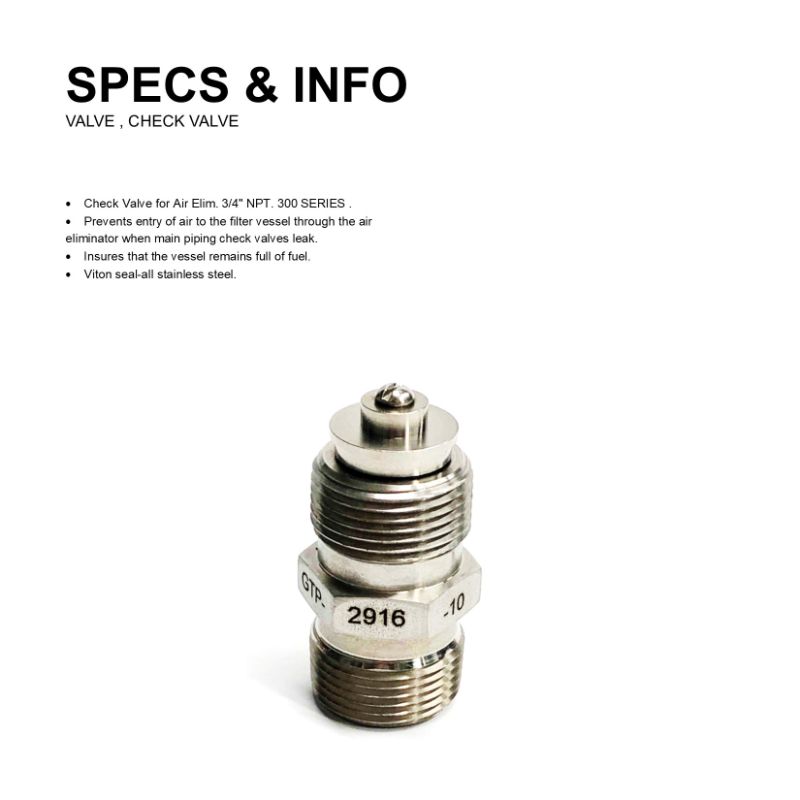 SPECS & INFO
VALVE , CHECK VALVE
• Check Valve for Air Elim. 3/4" NPT. 300 SERIES .
• Prevents entry of air to the filter vessel through the air
eliminator when main piping check valves leak.
• Insures that the vessel remains full of fuel.
• Viton seal-all stainless steel.
GTP- 2916 -10